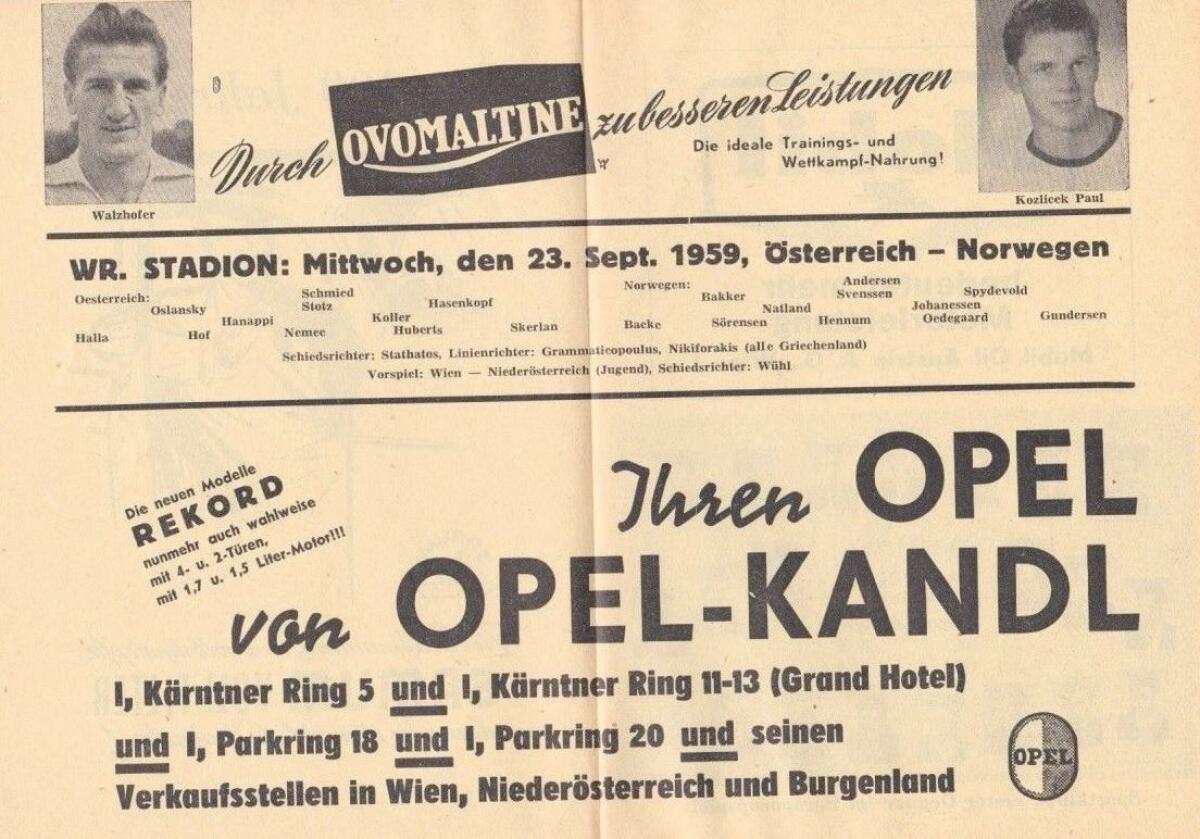 Walzhofer
Durch OVOMALTINE zu besseren Leistungen
Die ideale Trainings- und
Wettkampf-Nahrung!
Kozlicek Paul
WR. STADION: Mittwoch, den 23. Sept. 1959, Österreich – Norwegen
Oesterreich:
Schmied
Oslansky Stotz Hasenkopf
Hanappi Koller
Halla Hof Nemec Huberts Skerlan
Norwegen:
Andersen
Bakker Svenssen Spydevold
Natland Johanessen
Backe Sörensen Hennum Oedegaard Gundersen
Schiedsrichter: Stathatos, Linienrichter: Grammaticopoulus, Nikiforakis (alle Griechenland)
Vorspiel: Wien — Niederösterreich (Jugend), Schiedsrichter: Wühl
Die neuen Modelle
REKORD
nunmehr auch wahlweise
mit 4- u. 2-Türen,
mit 1,7 u. 1,5 Liter-Motor!!!
Ihren OPEL
von OPEL-KANDL
I, Kärntner Ring 5 und I, Kärntner Ring 11-13 (Grand Hotel)
und I, Parkring 18 und I, Parkring 20 und seinen
Verkaufsstellen in Wien, Niederösterreich und Burgenland
OPEL